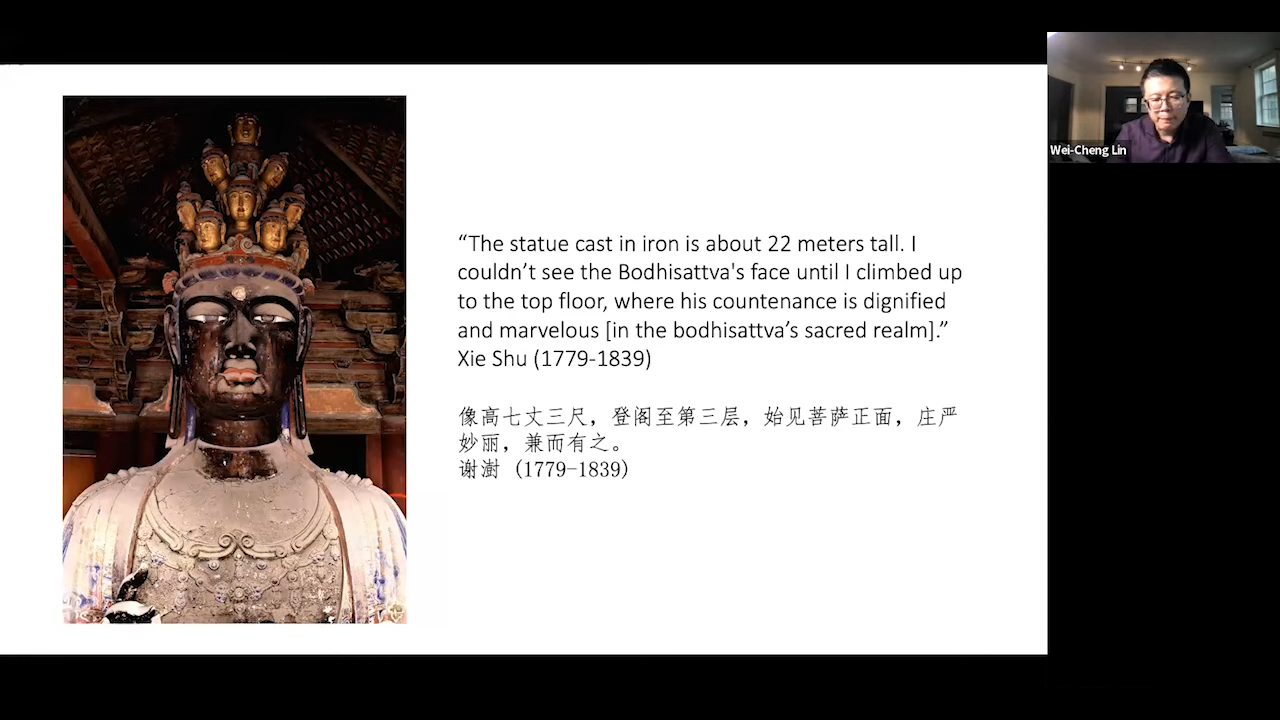 “The statue cast in iron is about 22 meters tall. I
couldn’t see the Bodhisattva's face until I climbed up
to the top floor, where his countenance is dignified
and marvelous [in the bodhisattva’s sacred realm].”
Xie Shu (1779-1839)
像高七丈三尺，登阁至第三层，始见菩萨正面，庄严
妙丽，兼而有之。
谢澍 (1779-1839)
Wei-Cheng Lin